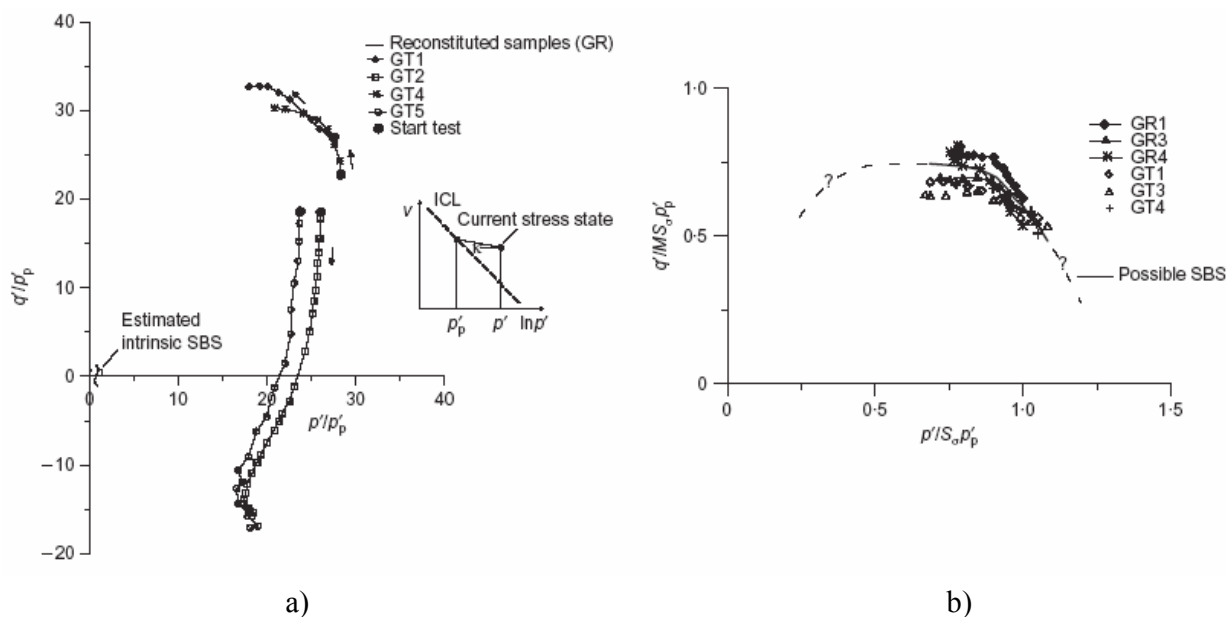 40
30
20
10
0
−10
−20
q'/p'p
0
10
20
30
40
p'/p'p
Reconstituted samples (GR)
GT1
GT2
GT4
GT5
Start test
Estimated
intrinsic SBS
v
ICL
Current stress state
p'p
p'
ln p'
a)
1·0
0·5
0
q'/MSσp'p
0
0·5
1·0
1·5
p'/Sσp'p
GR1
GR3
GR4
GT1
GT3
GT4
?
?
Possible SBS
b)